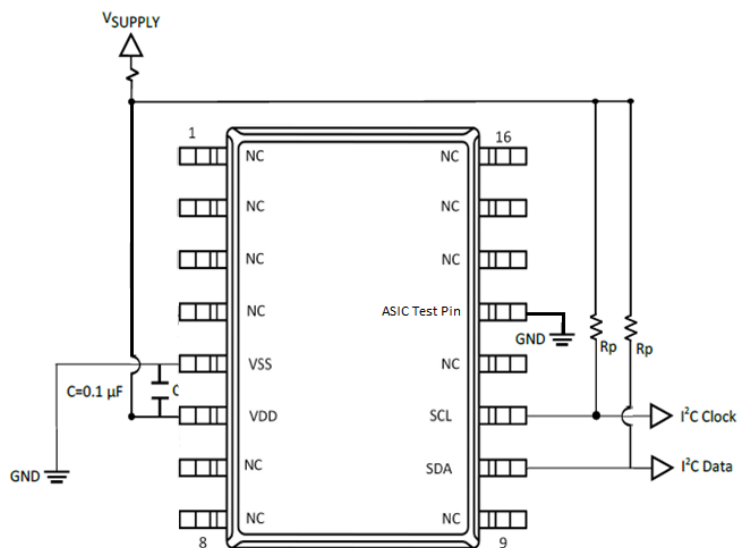 VSUPPLY
1
16
NC
NC
NC
NC
NC
NC
NC
ASIC Test Pin
GND
Rp
Rp
VSS
NC
C=0.1 µF
C
VDD
SCL
I²C Clock
GND
NC
SDA
I²C Data
NC
NC
8
9